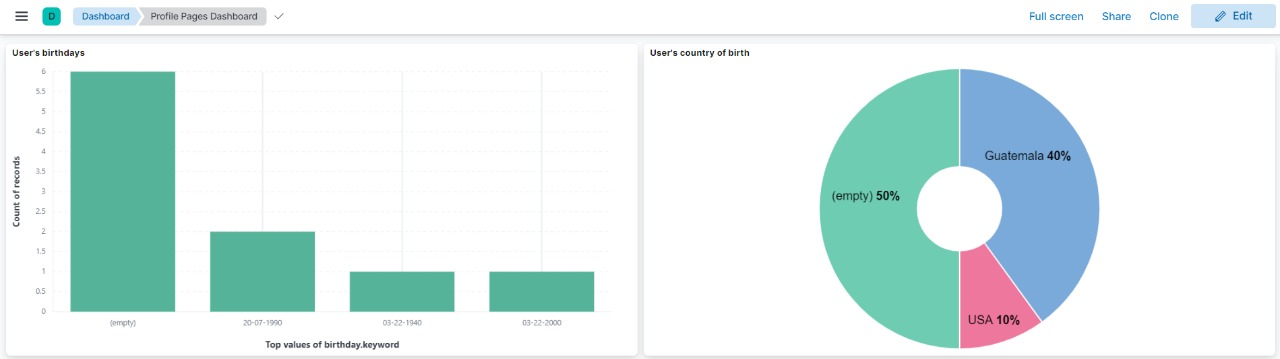 D Dashboard Profile Pages Dashboard Full screen Share Clone Edit
User's birthdays
6
5.5
5
4.5
4
3.5
3
2.5
2
1.5
1
0.5
0
Count of records
(empty) 20-07-1990 03-22-1940 03-22-2000
Top values of birthday.keyword
User's country of birth
Guatemala 40%
(empty) 50%
USA 10%